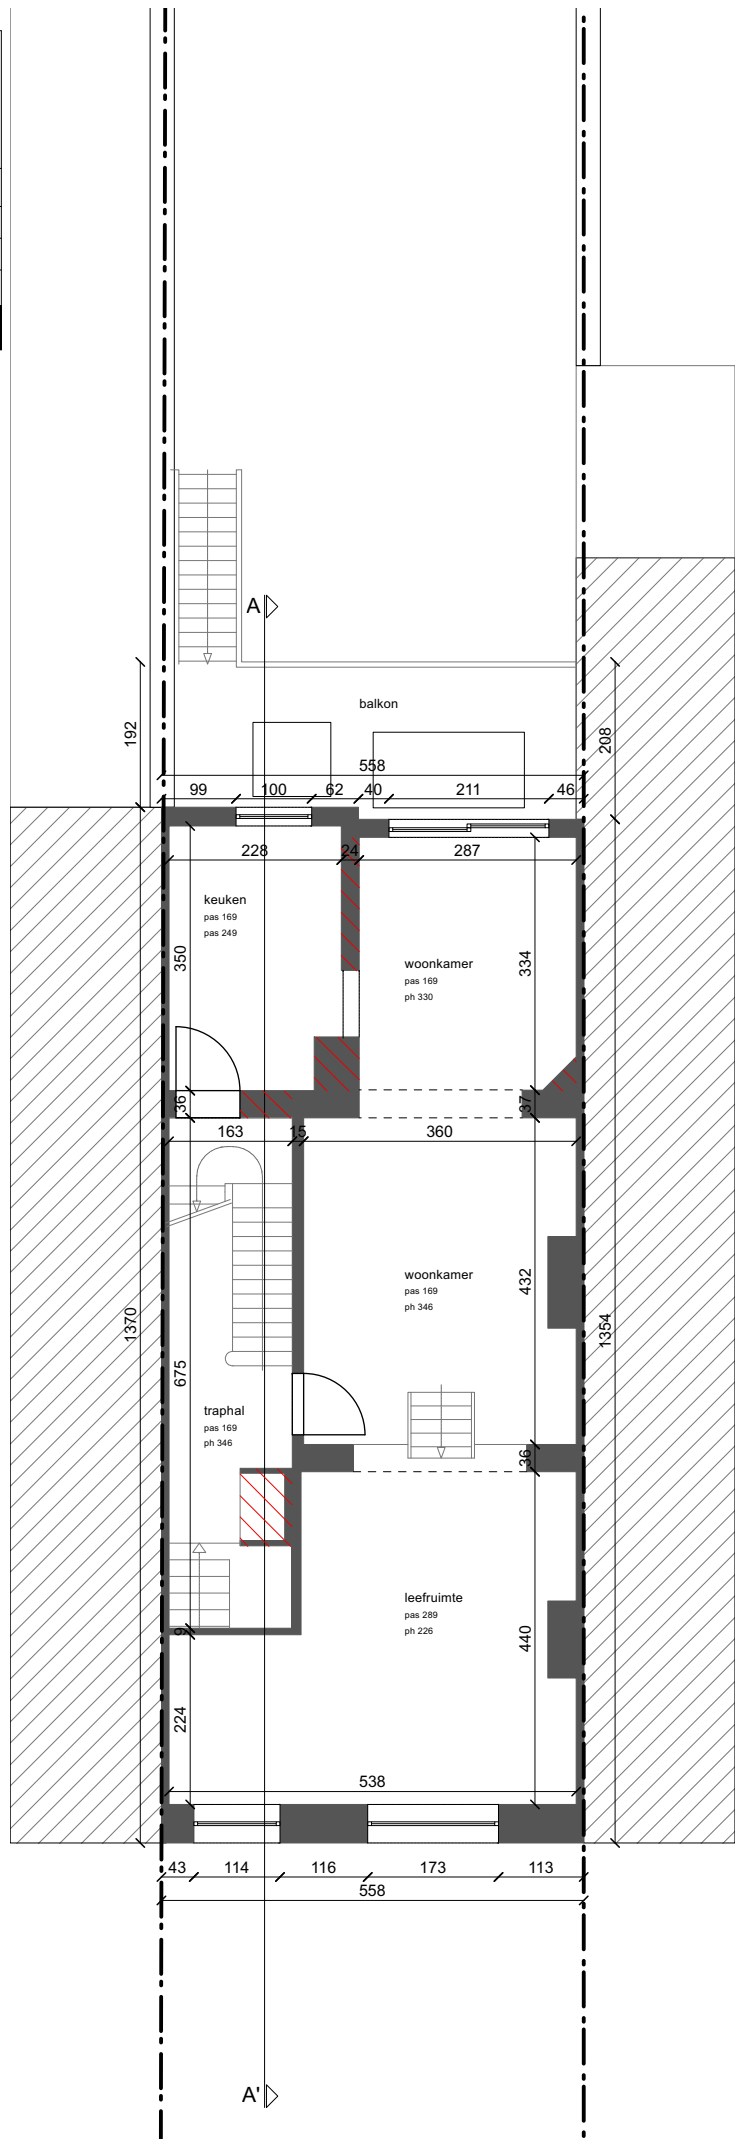 A
balkon
192
208
558
99
100
62
40
211
46
228
24
287
keuken
pas 169
pas 249
350
woonkamer
pas 169
ph 330
334
36
37
163
15
360
woonkamer
pas 169
ph 346
432
1370
1354
675
traphal
pas 169
ph 346
36
leefruimte
pas 289
ph 226
440
9
224
538
43
114
116
173
113
558
A'